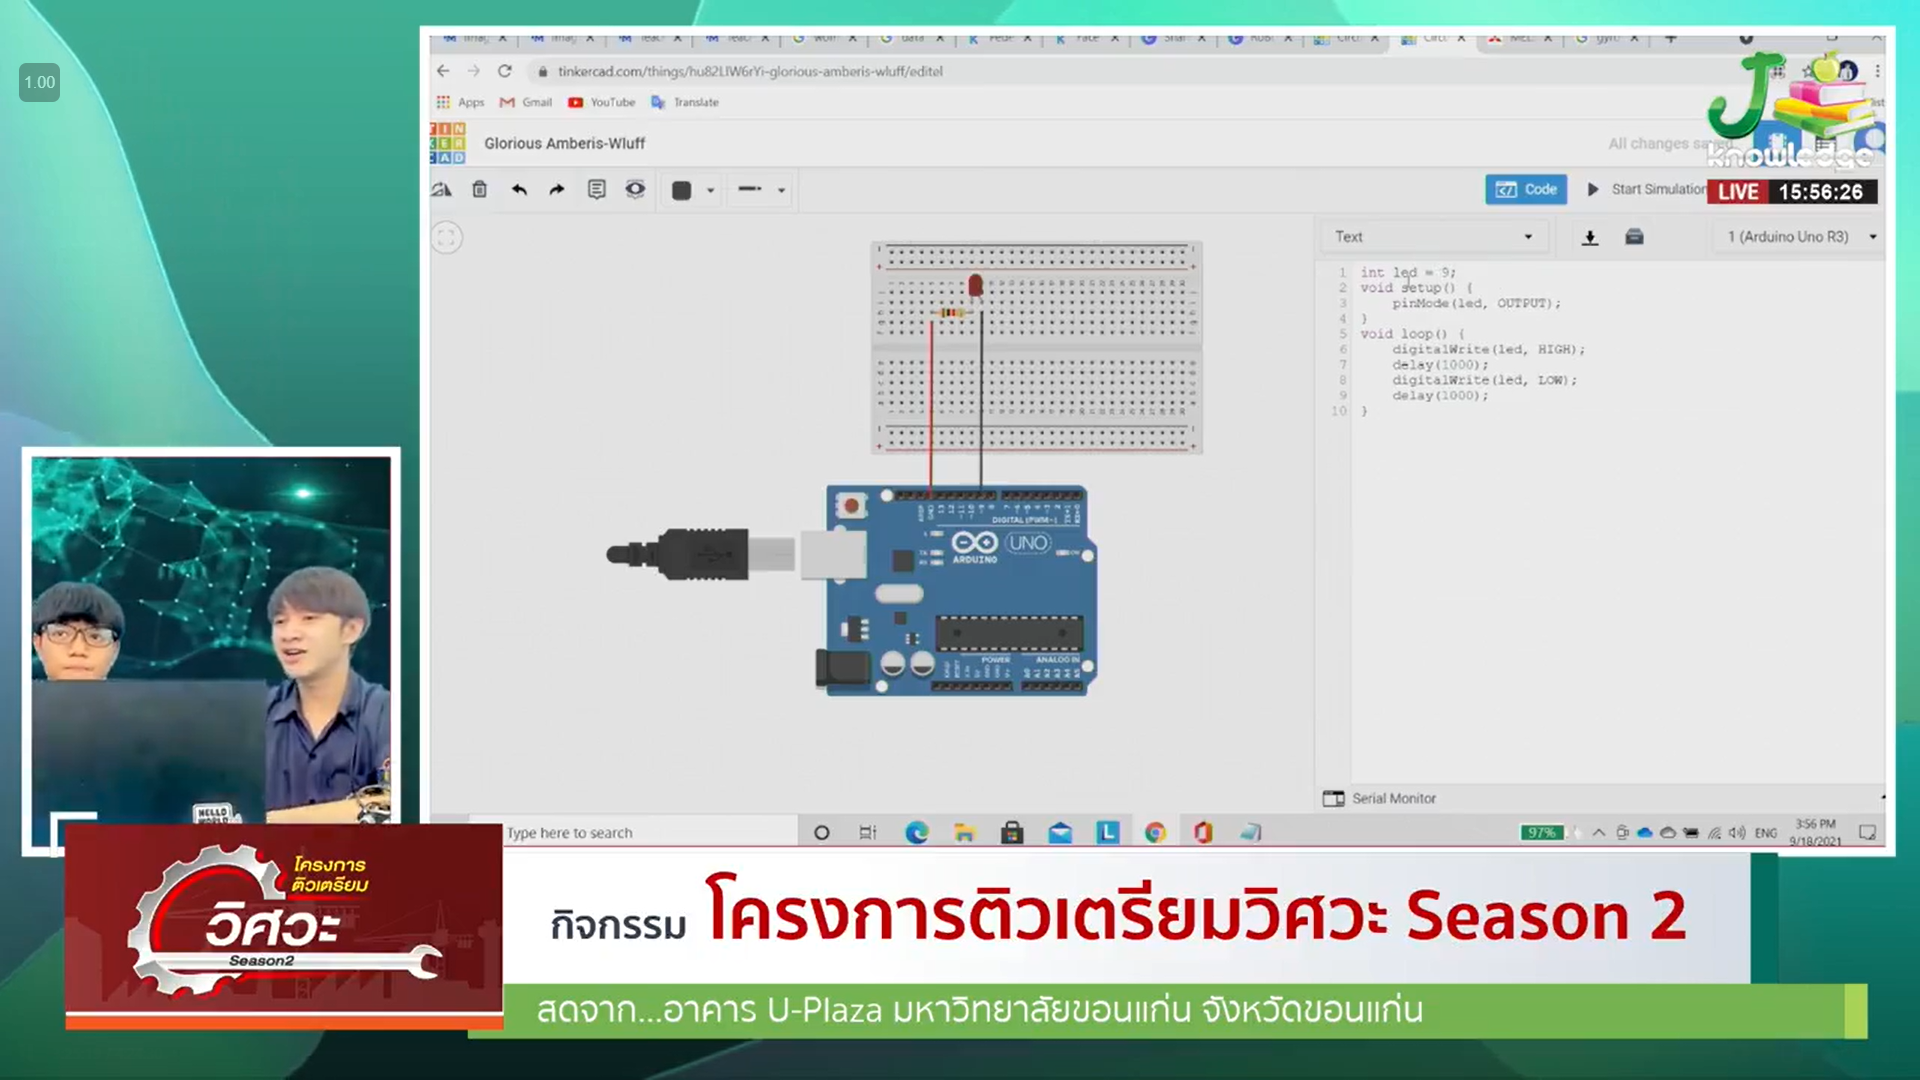 1.00
tinkercad.com/things/hu82LIW6rYi-glorious-amberis-wluff/editel
Apps Gmail YouTube Translate
TIN
KER
CAD
Glorious Amberis-Wluff
All changes
J
knowledge
Code
Start Simulation
LIVE 15:56:26
Text
1 (Arduino Uno R3)
1 int led = 9;
2 void setup() {
3 pinMode(led, OUTPUT);
4 }
5 void loop() {
6 digitalWrite(led, HIGH);
7 delay(1000);
8 digitalWrite(led, LOW);
9 delay(1000);
10 }
DIGITAL (PWM~)
UNO
ARDUINO
POWER ANALOG IN
Serial Monitor
HELLO
WORLD
Type here to search
97%
ENG
3:56 PM
9/18/2021
โครงการ
ติวเตรียม
วิศวะ
Season2
กิจกรรม โครงการติวเตรียมวิศวะ Season 2
สดจาก...อาคาร U-Plaza มหาวิทยาลัยขอนแก่น จังหวัดขอนแก่น